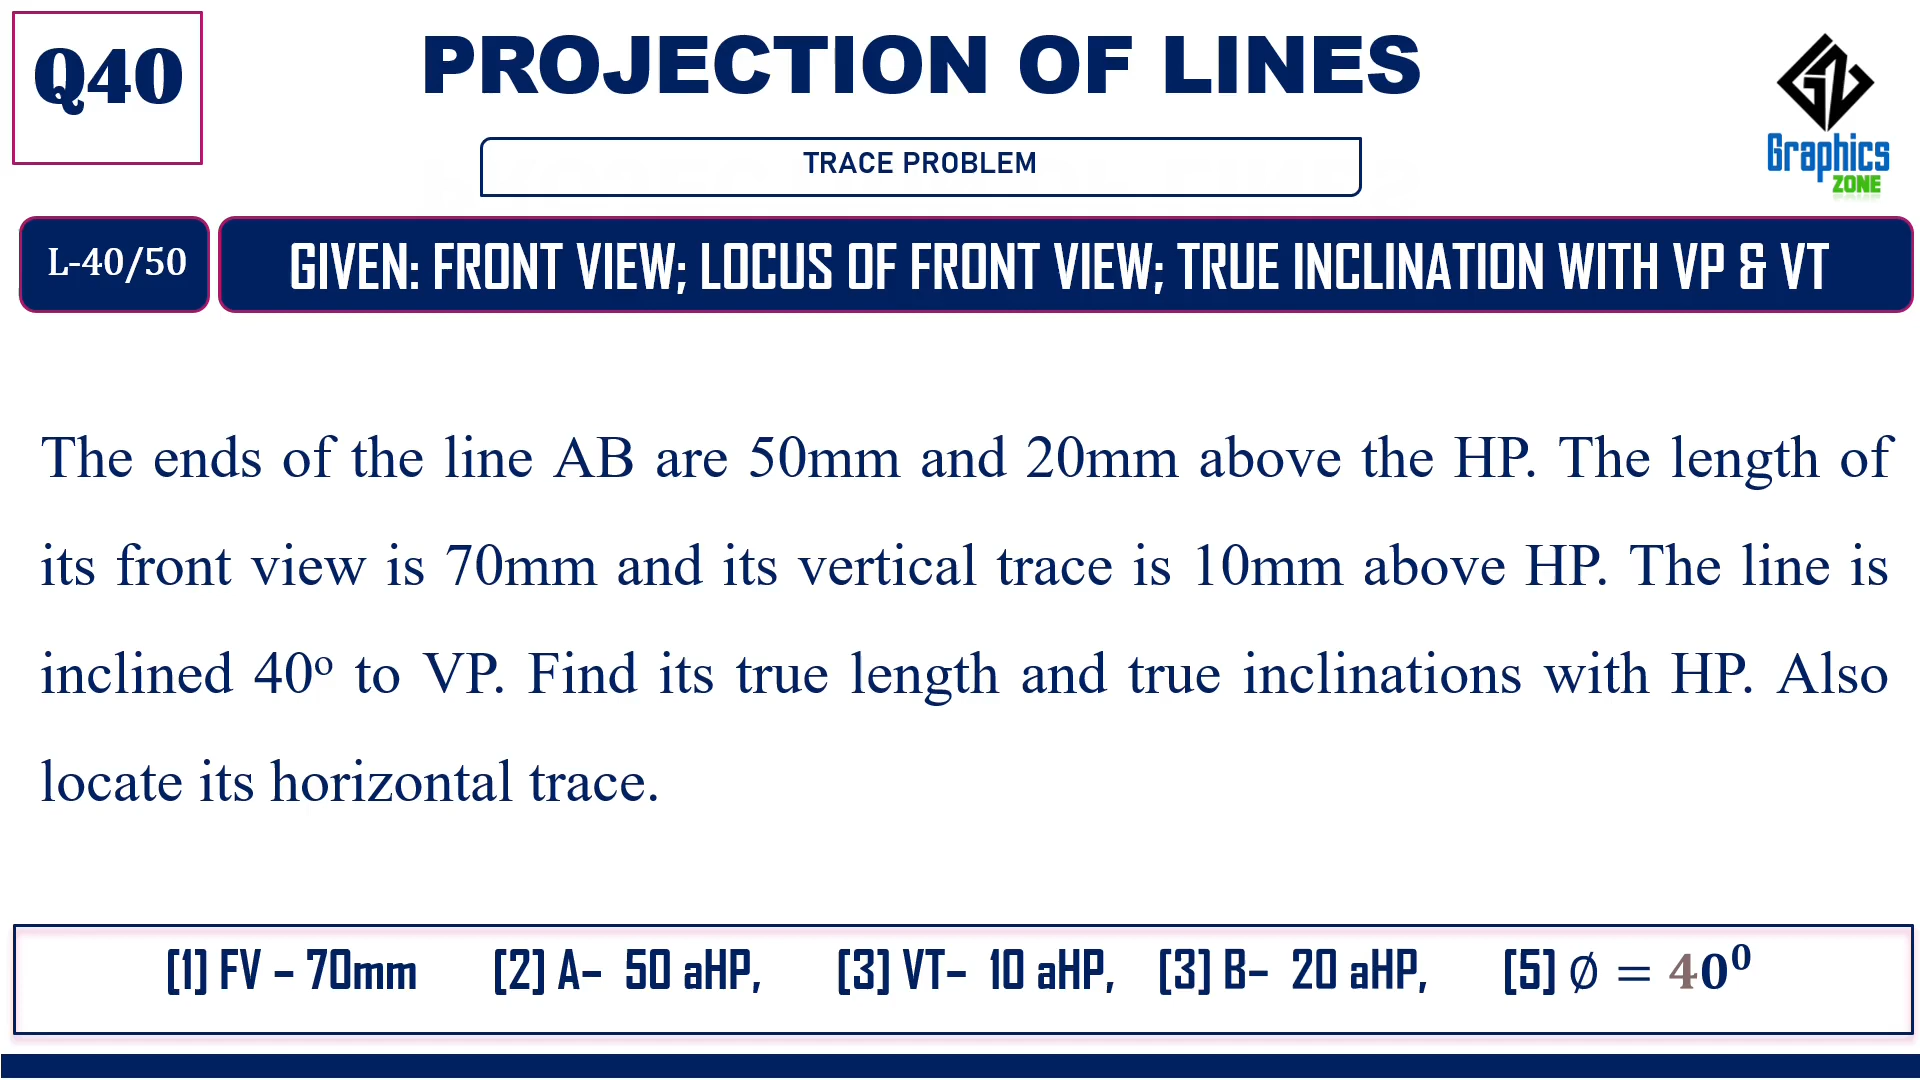 Q40
PROJECTION OF LINES
TRACE PROBLEM
Graphics
ZONE
L-40/50
GIVEN: FRONT VIEW; LOCUS OF FRONT VIEW; TRUE INCLINATION WITH VP & VT
The ends of the line AB are 50mm and 20mm above the HP. The length of
its front view is 70mm and its vertical trace is 10mm above HP. The line is
inclined 40º to VP. Find its true length and true inclinations with HP. Also
locate its horizontal trace.
(1) FV – 70mm (2) A– 50 aHP, (3) VT– 10 aHP, (3) B– 20 aHP, (5) ∅ = 40⁰